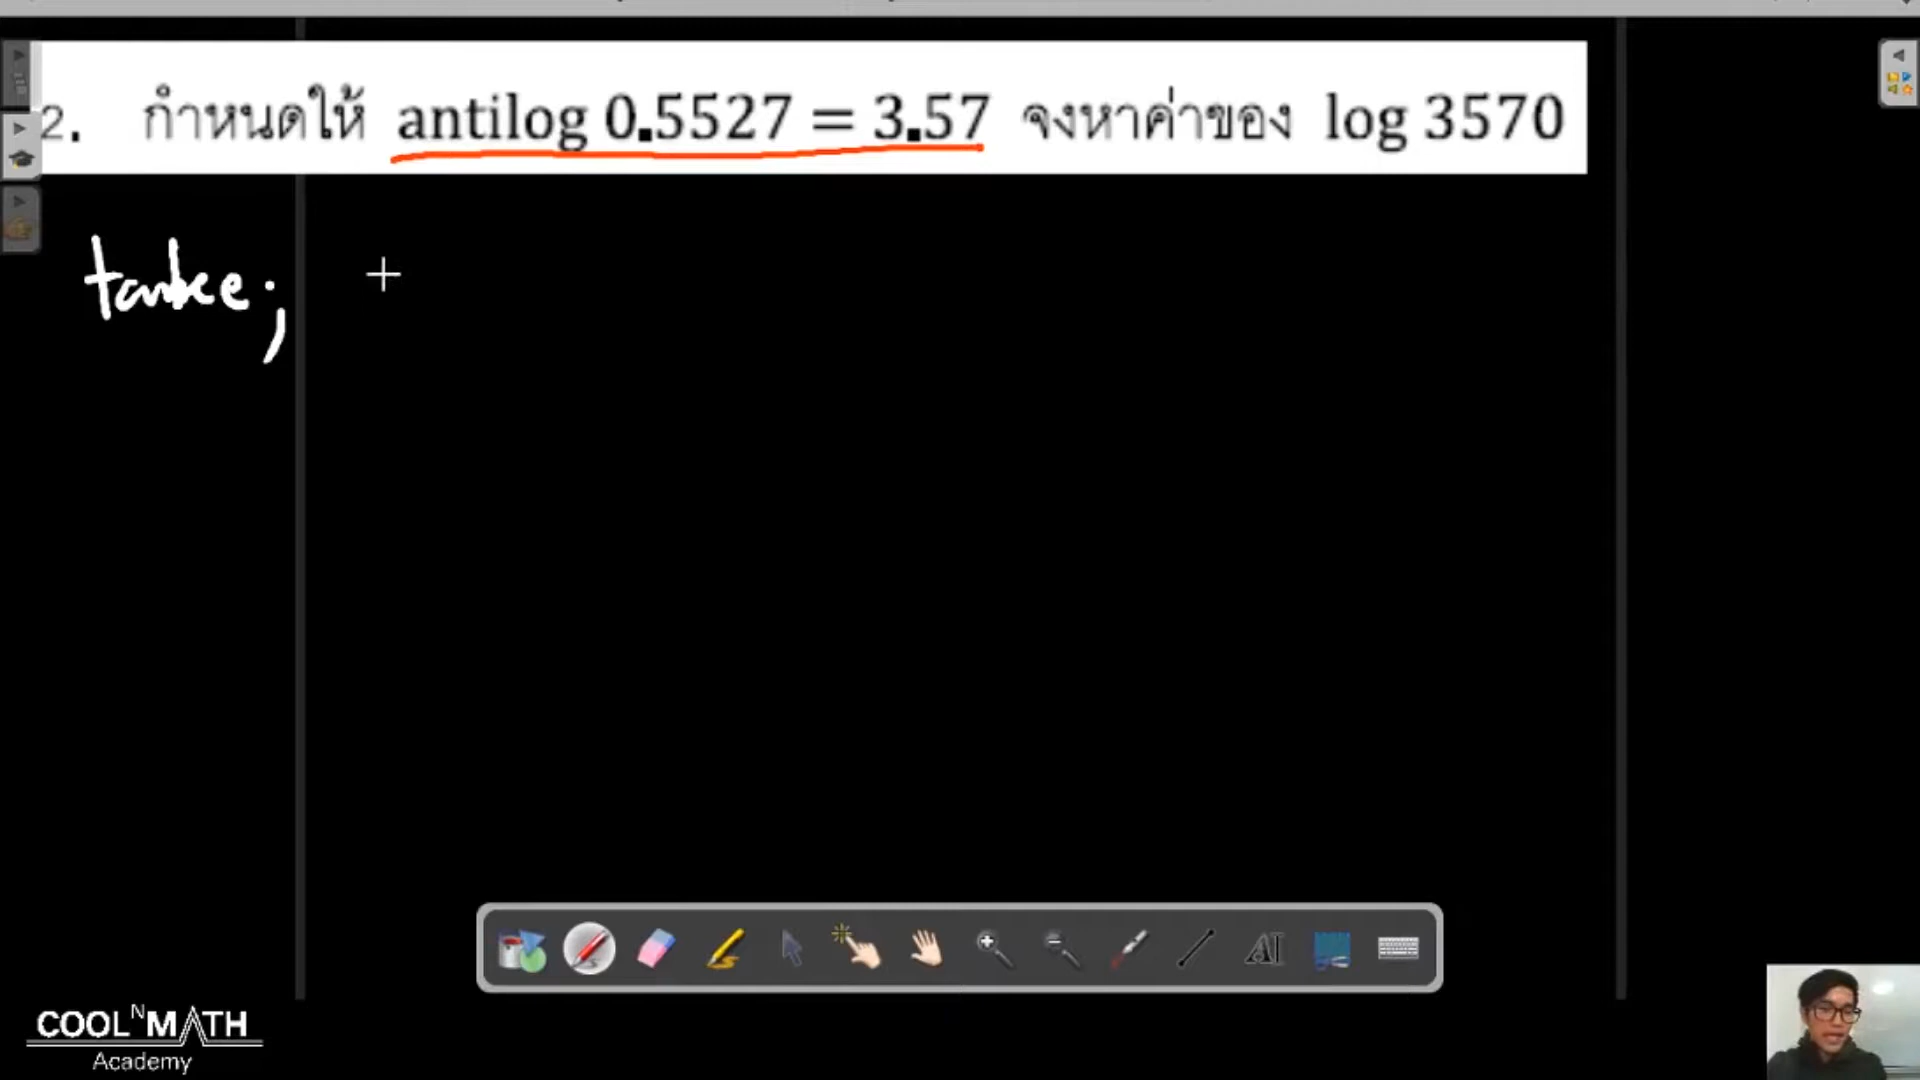 2. กำหนดให้ antilog 0.5527 = 3.57 จงหาค่าของ log 3570
COOL N MATH
Academy